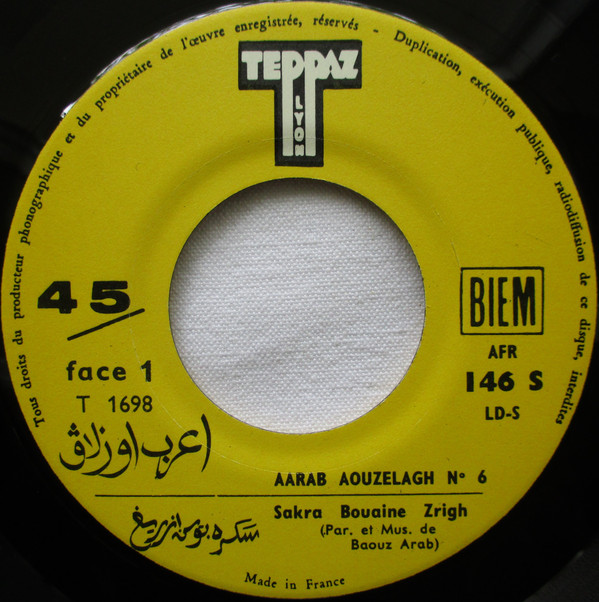 Tous droits du producteur phonographique et du propriétaire de l'œuvre enregistrée, réservés - Duplication, exécution publique, radiodiffusion de ce disque, interdites
TEPPAZ
LYON
45
BIEM
face 1
AFR
T 1698
146 S
LD-S
اعراب اوزلاڨ
AARAB AOUZELAGH N° 6
Sakra Bouaine Zrigh
(Par. et Mus. de
Baouz Arab)
Made in France